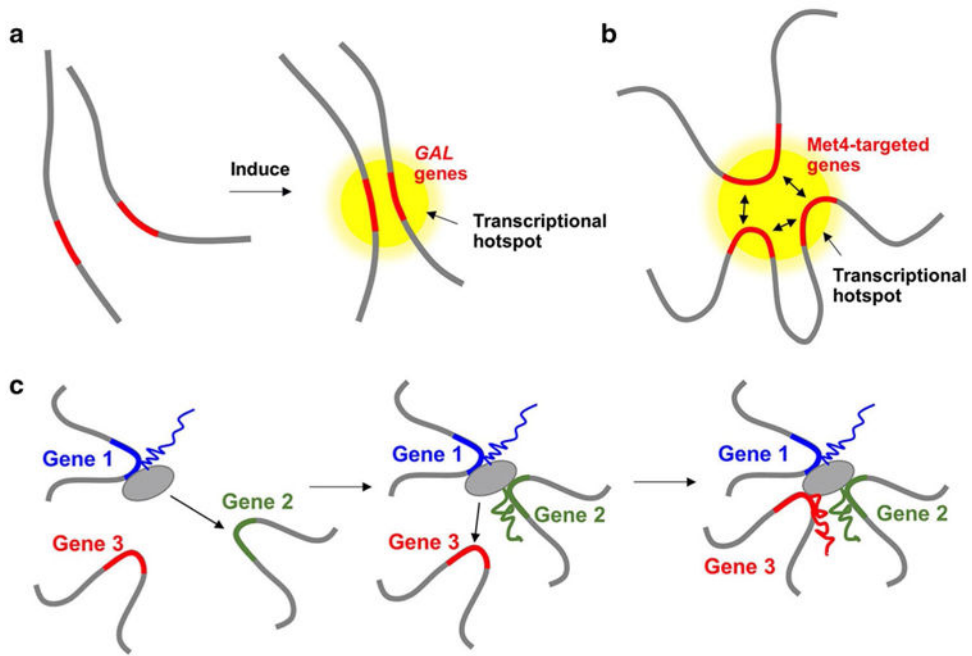 a
Induce
GAL
genes
Transcriptional
hotspot
b
Met4-targeted
genes
Transcriptional
hotspot
c
Gene 1
Gene 2
Gene 3
Gene 1
Gene 2
Gene 3
Gene 1
Gene 2
Gene 3